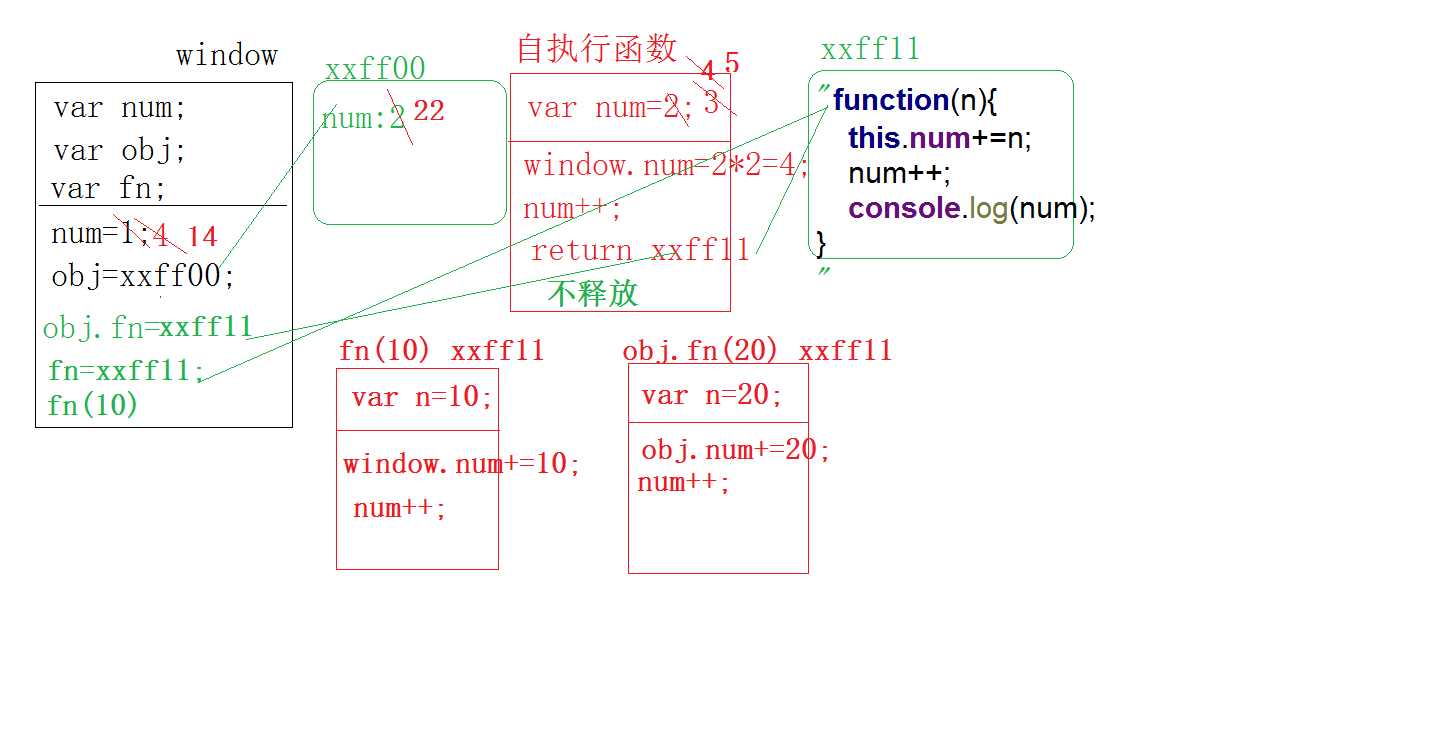 window
var num;
var obj;
var fn;
num=1;4 14
obj=xxff00;
obj.fn=xxff11
fn=xxff11;
fn(10)
xxff00
num:2 22
自执行函数
4 5
var num=2; 3
window.num=2*2=4;
num++;
return xxff11
不释放
xxff11
"function(n){
this.num+=n;
num++;
console.log(num);
}
"
fn(10) xxff11
var n=10;
window.num+=10;
num++;
obj.fn(20) xxff11
var n=20;
obj.num+=20;
num++;